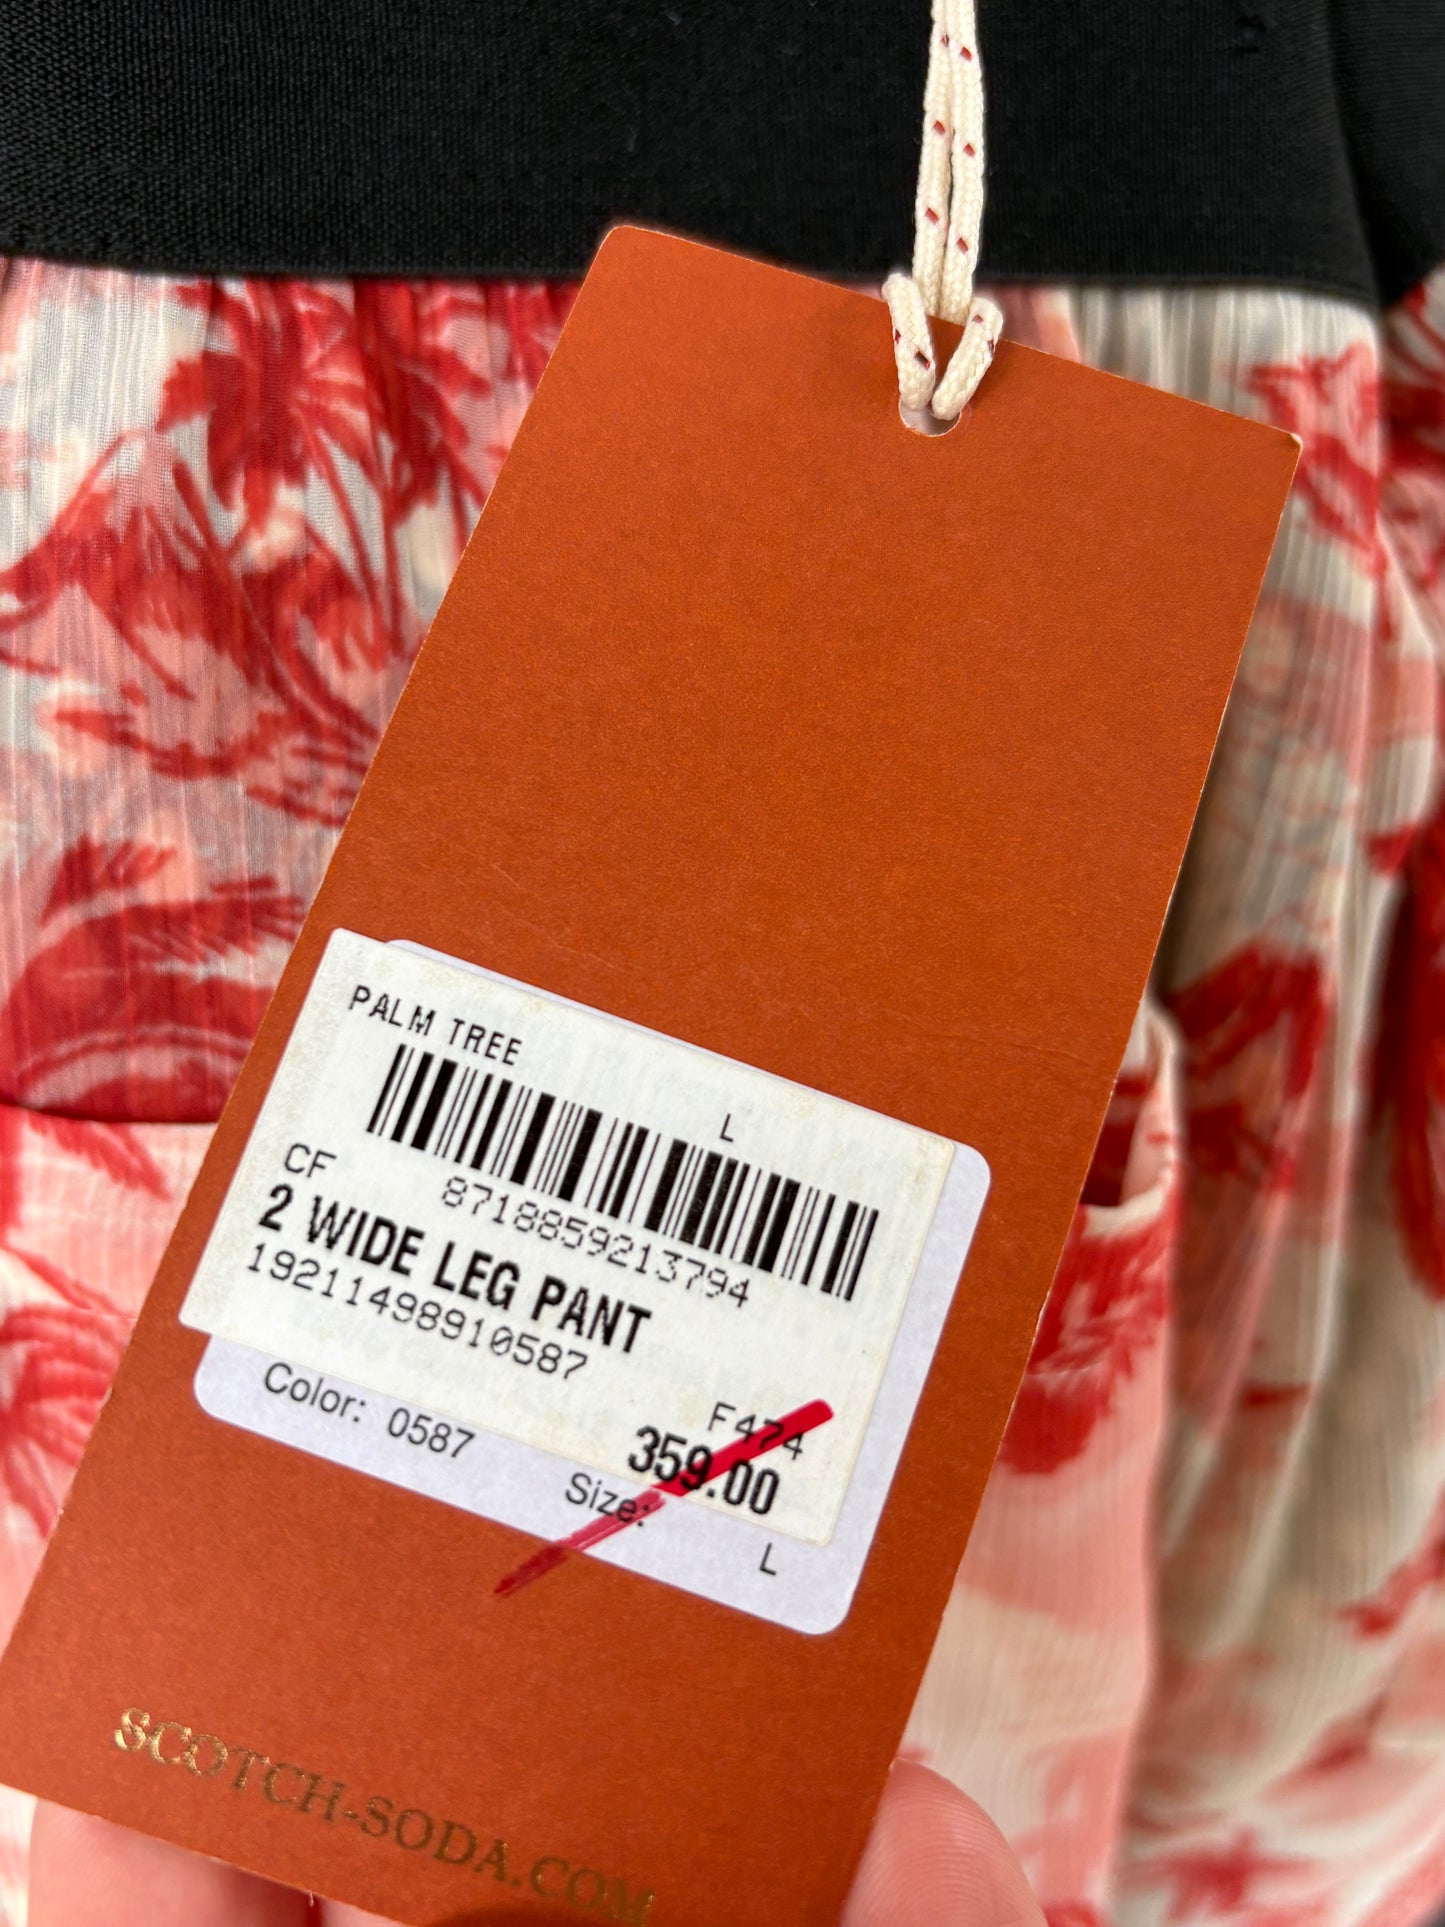 PALM TREE
L
CF
8718859213794
2 WIDE LEG PANT
19211498910587
F474
359.00
Color: 0587
Size:
L
SCOTCH-SODA.COM